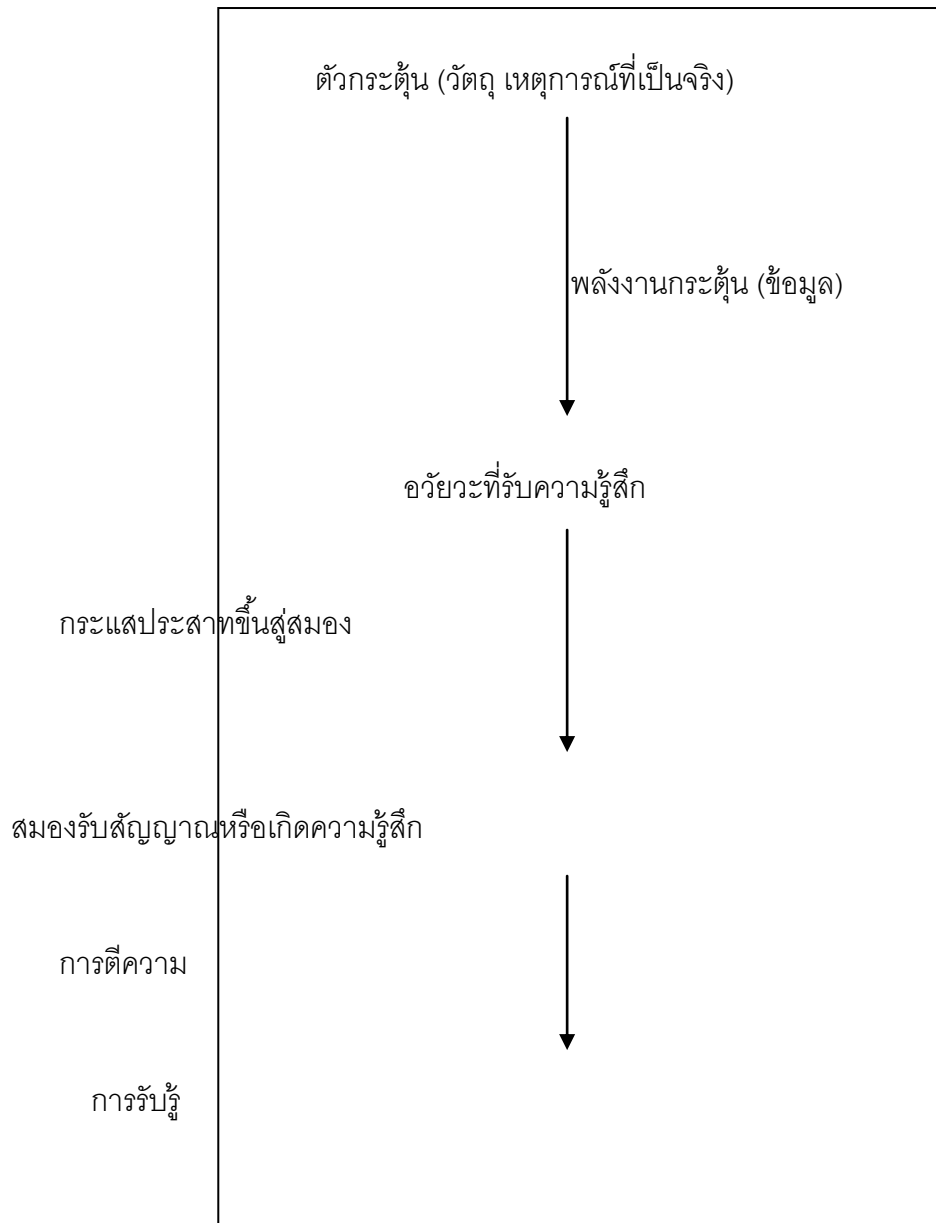 ตัวกระตุ้น (วัตถุ เหตุการณ์ที่เป็นจริง)
พลังงานกระตุ้น (ข้อมูล)
อวัยวะที่รับความรู้สึก
กระแสประสาทขึ้นสู่สมอง
สมองรับสัญญาณหรือเกิดความรู้สึก
การตีความ
การรับรู้